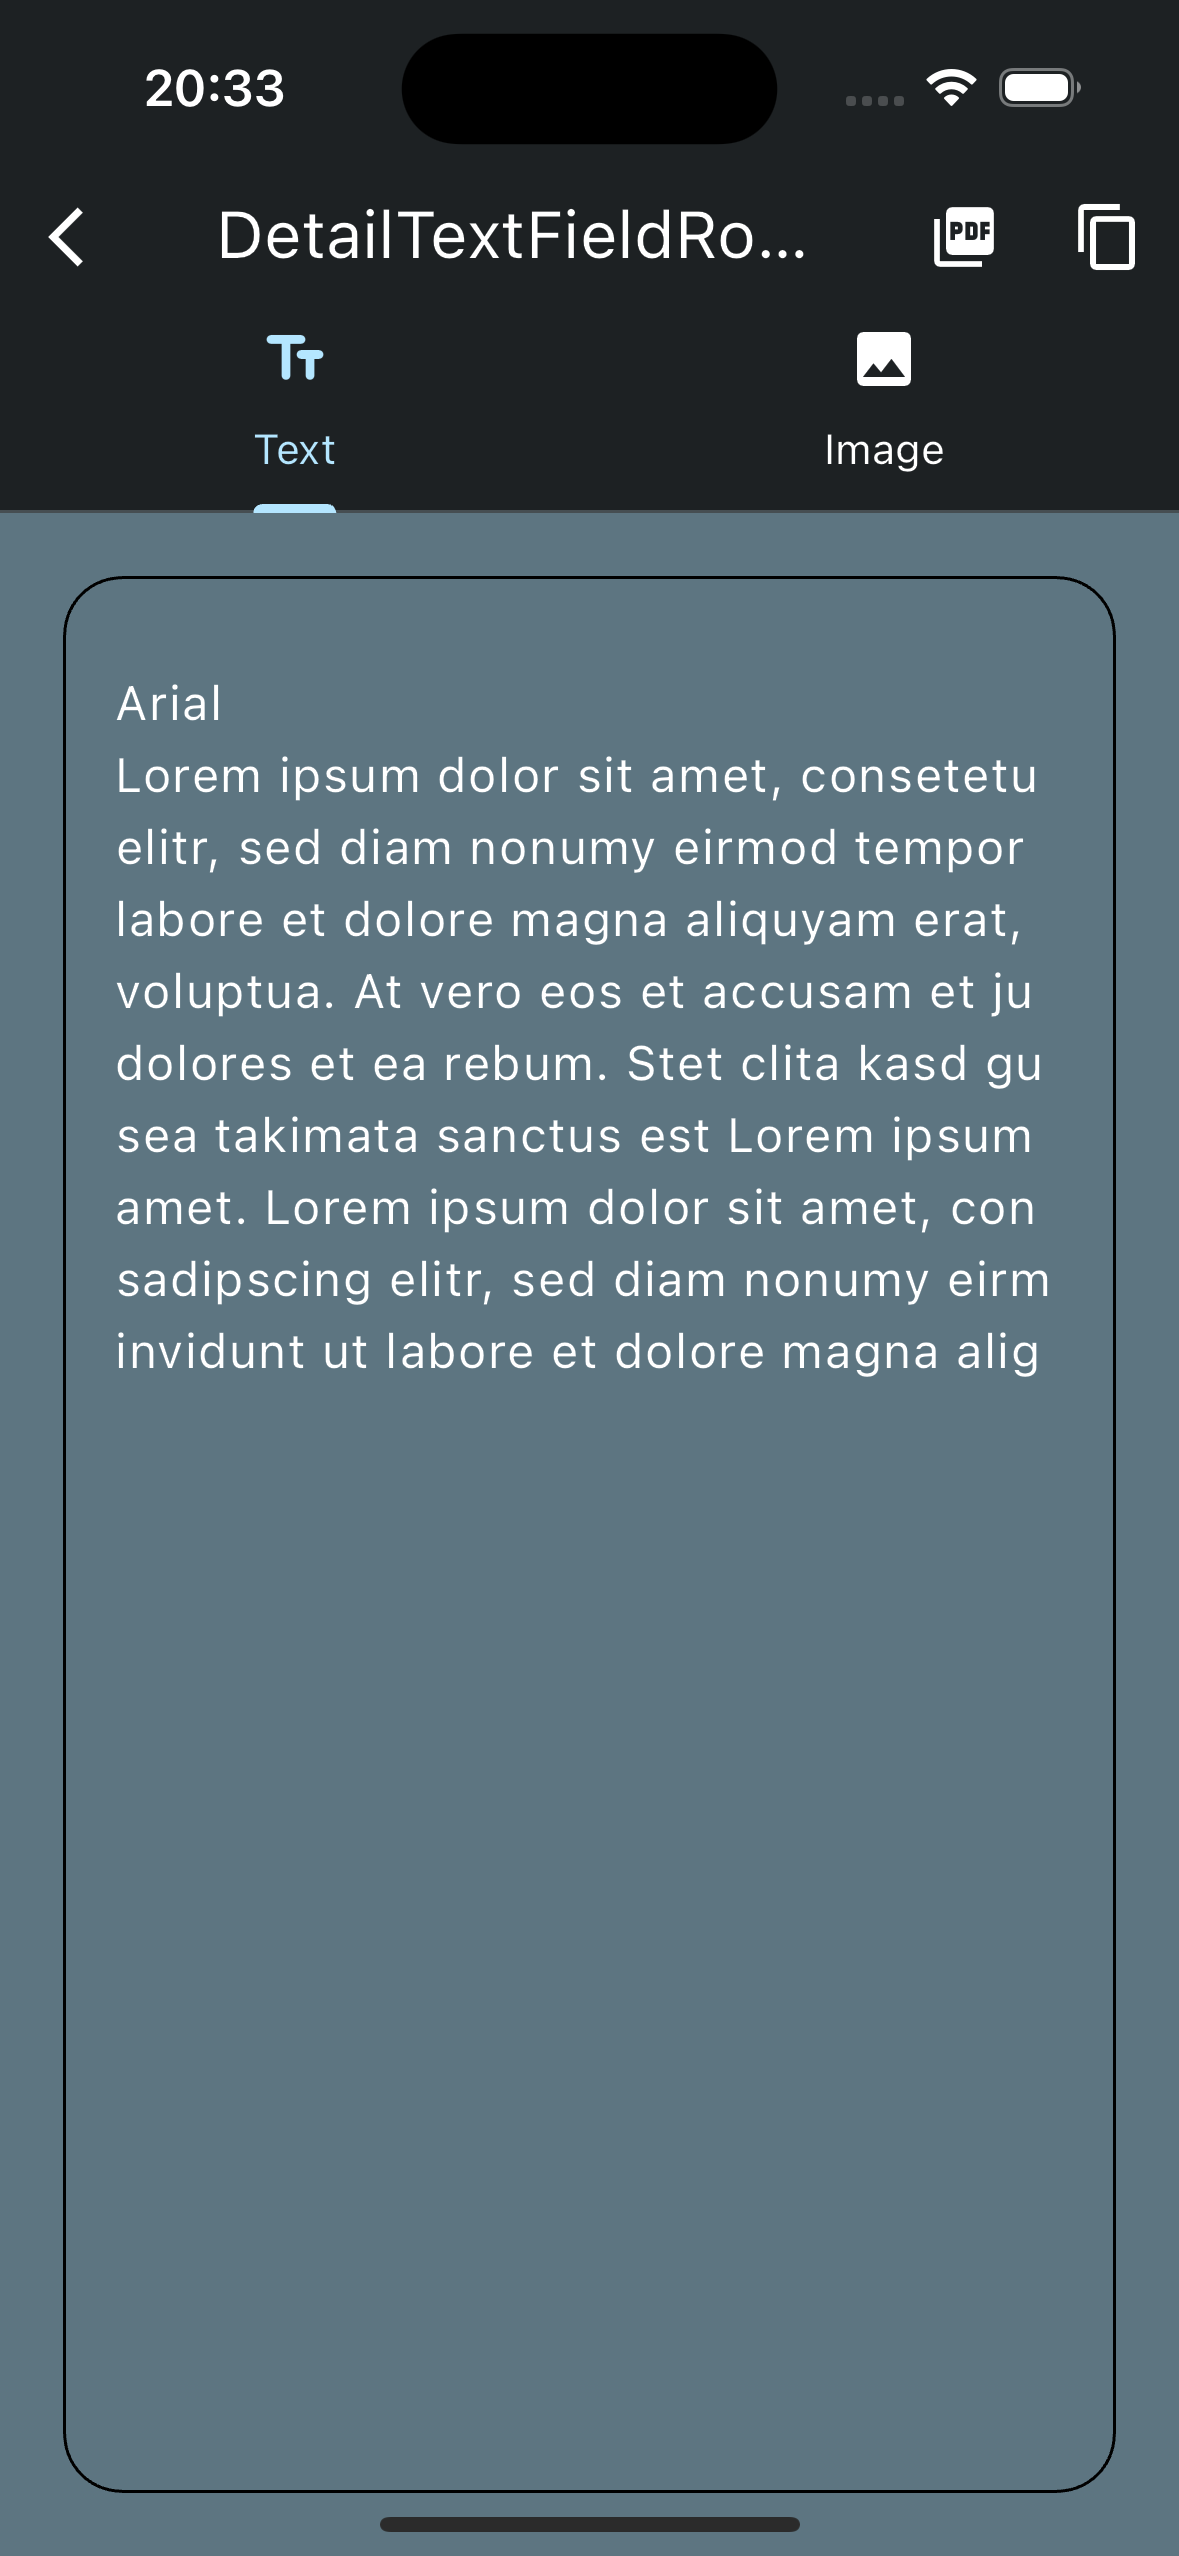 20:33
DetailTextFieldRo...
PDF
Text
Image
Arial
Lorem ipsum dolor sit amet, consetetu
elitr, sed diam nonumy eirmod tempor
labore et dolore magna aliquyam erat,
voluptua. At vero eos et accusam et ju
dolores et ea rebum. Stet clita kasd gu
sea takimata sanctus est Lorem ipsum
amet. Lorem ipsum dolor sit amet, con
sadipscing elitr, sed diam nonumy eirm
invidunt ut labore et dolore magna alig